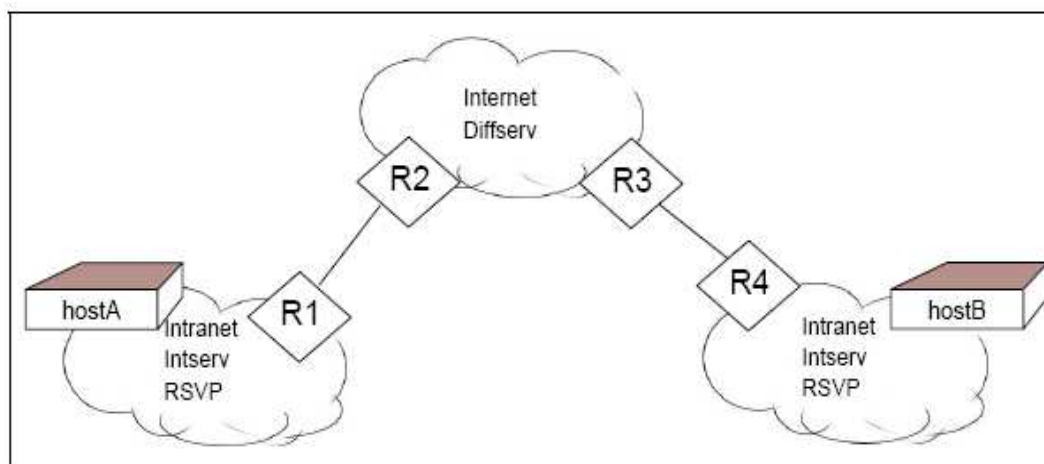 Internet
Diffserv
R2
R3
hostA
R1
Intranet
Intserv
RSVP
R4
hostB
Intranet
Intserv
RSVP